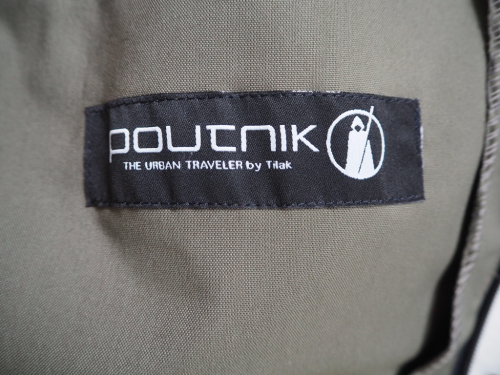 poutnik
THE URBAN TRAVELER by Tilak